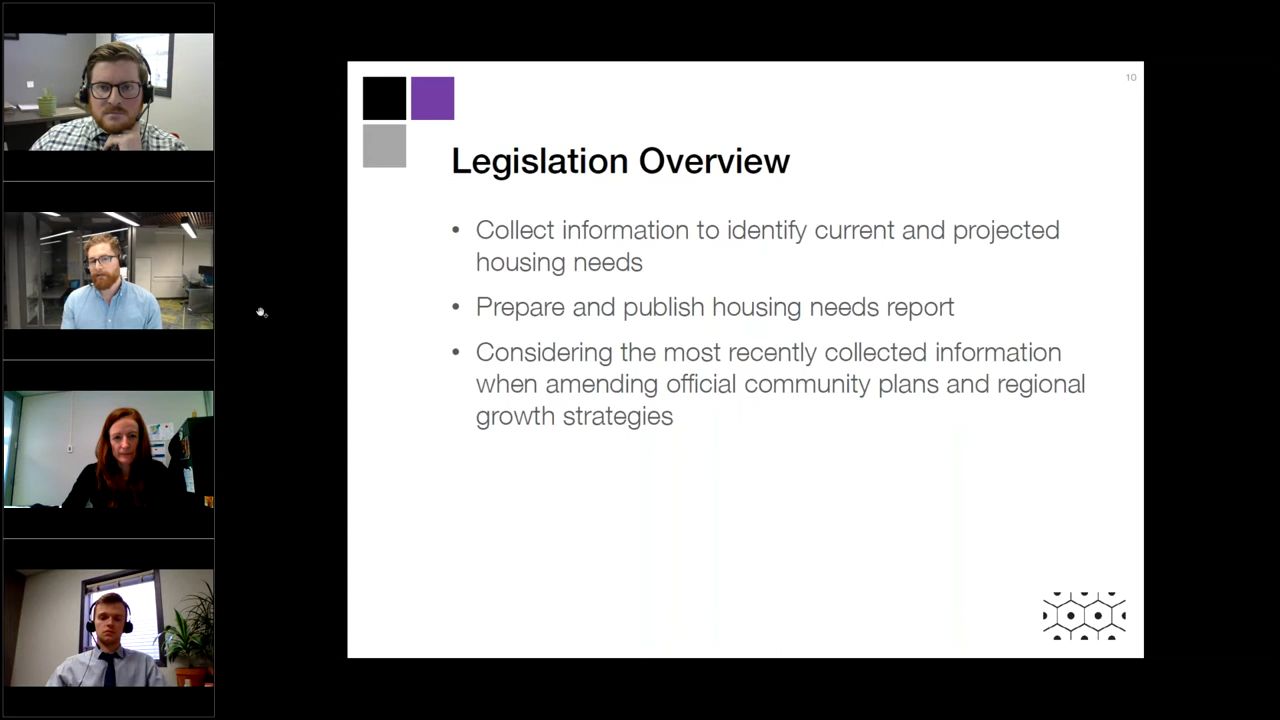 10
Legislation Overview
• Collect information to identify current and projected
housing needs
• Prepare and publish housing needs report
• Considering the most recently collected information
when amending official community plans and regional
growth strategies